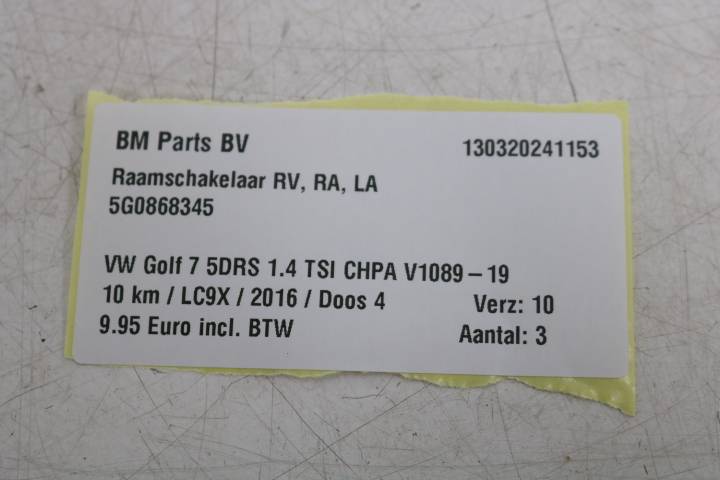 BM Parts BV 130320241153
Raamschakelaar RV, RA, LA
5G0868345
VW Golf 7 5DRS 1.4 TSI CHPA V1089 – 19
10 km / LC9X / 2016 / Doos 4 Verz: 10
9.95 Euro incl. BTW Aantal: 3